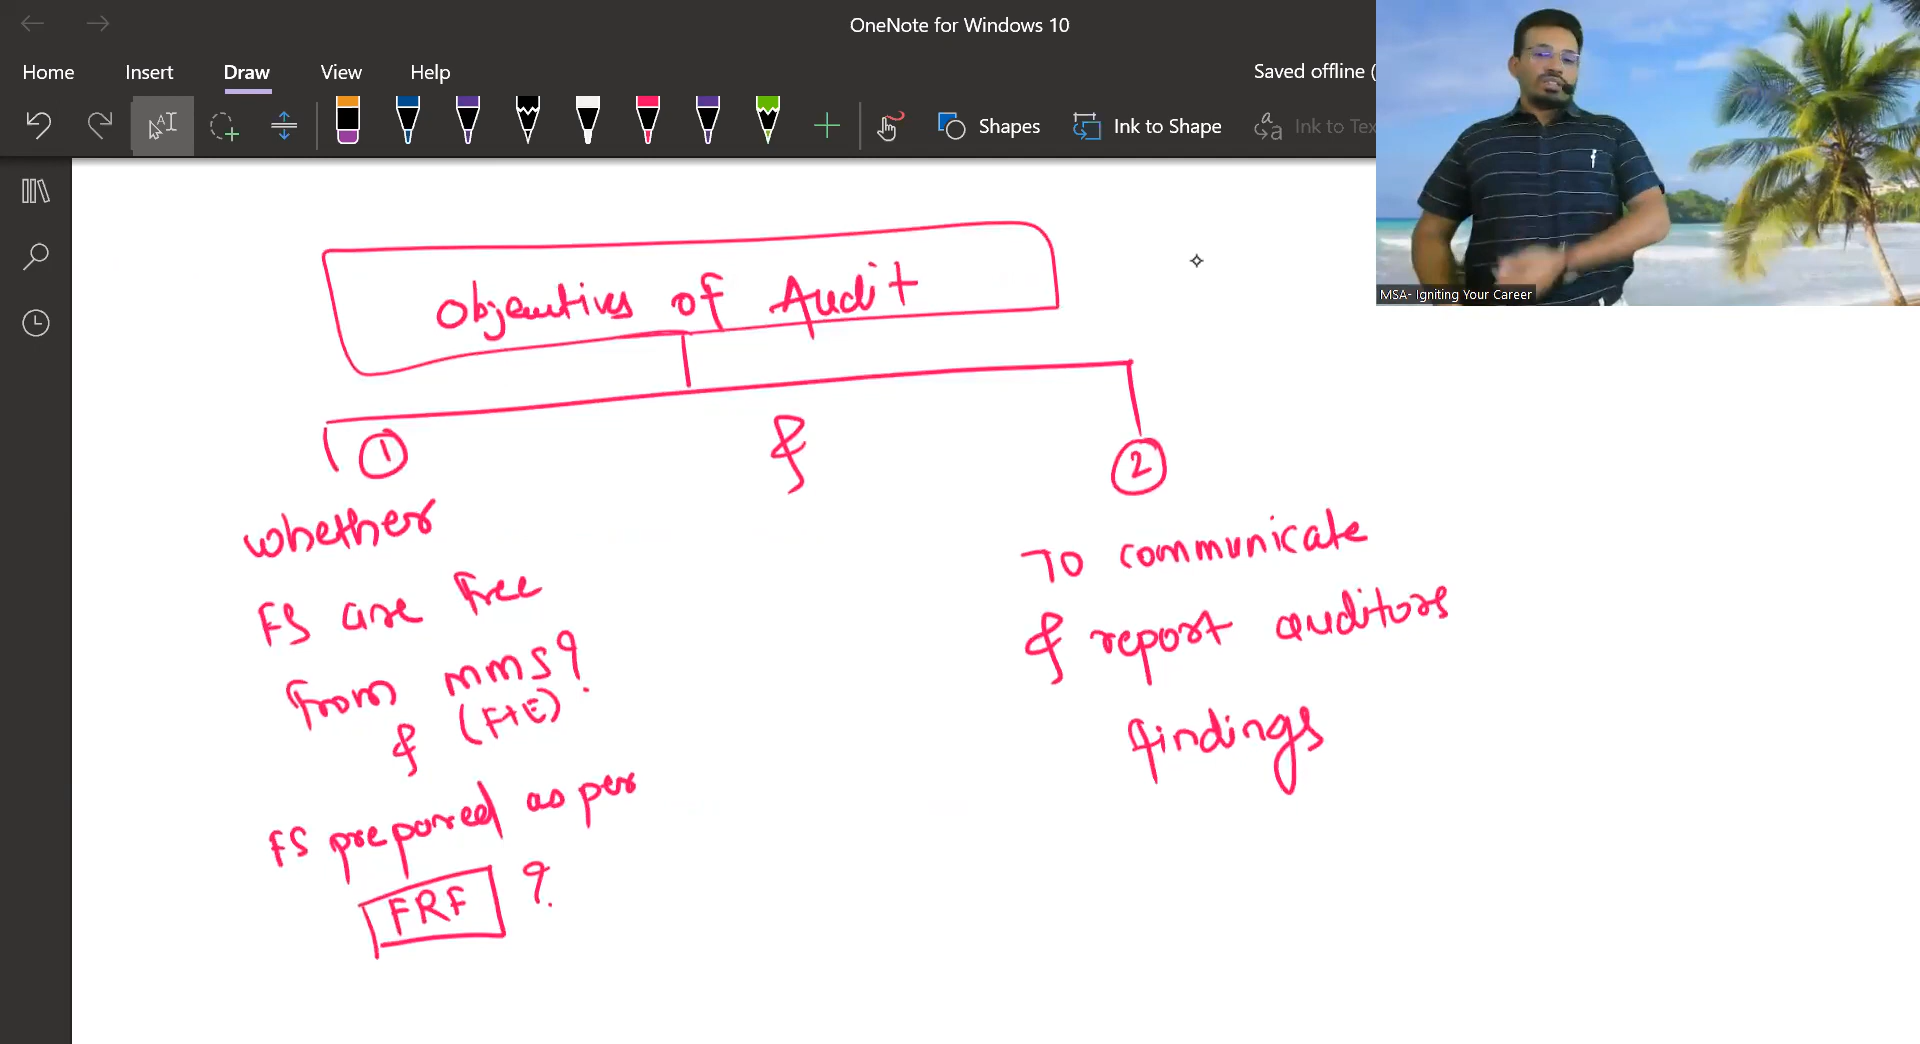 OneNote for Windows 10
Home Insert Draw View Help
Saved offline (
Shapes Ink to Shape Ink to Tex
MSA- Igniting Your Career
Objectives of Audit
1 & 2
whether
FS are free
from MMS?
(F+E)
&
FS prepared as per
FRF ?
To communicate
& report auditors
findings